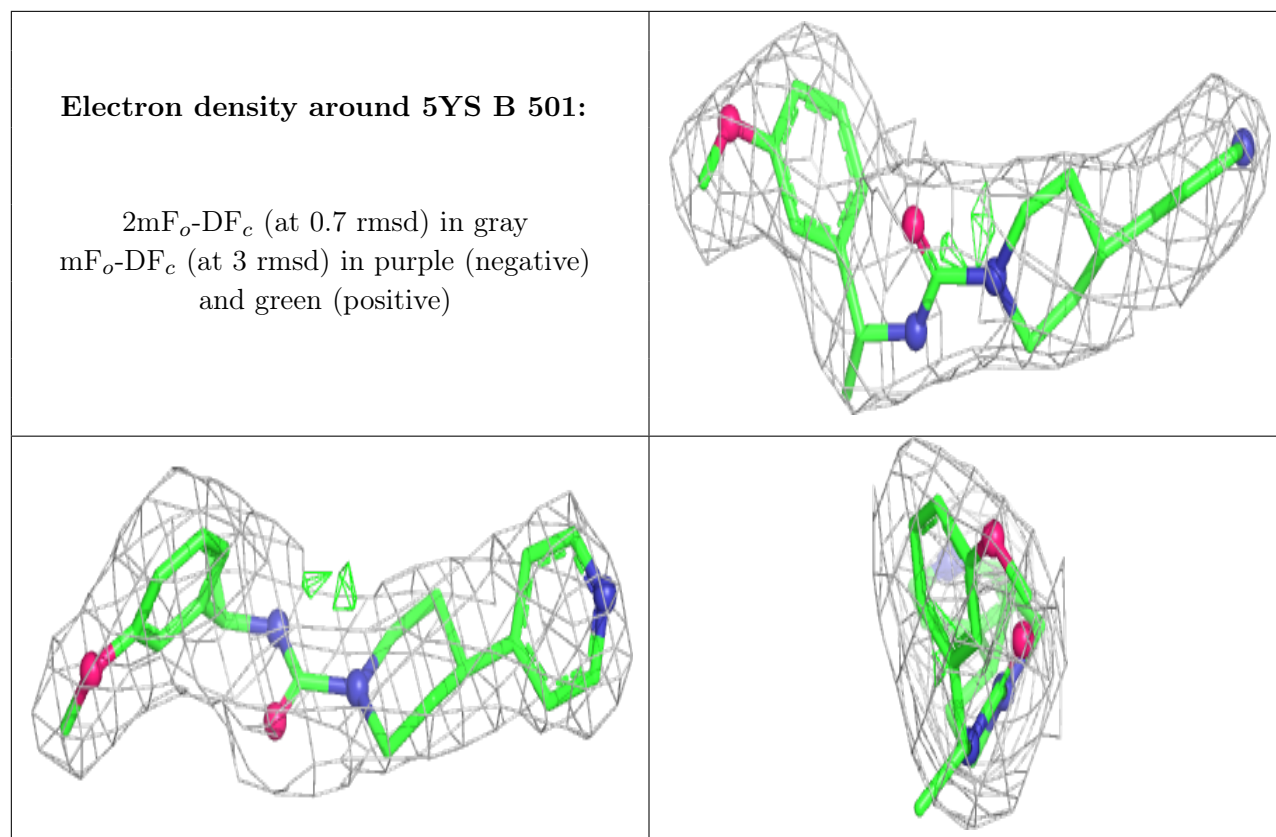 Electron density around 5YS B 501:
2mFₒ-DF𝒸 (at 0.7 rmsd) in gray
mFₒ-DF𝒸 (at 3 rmsd) in purple (negative)
and green (positive)